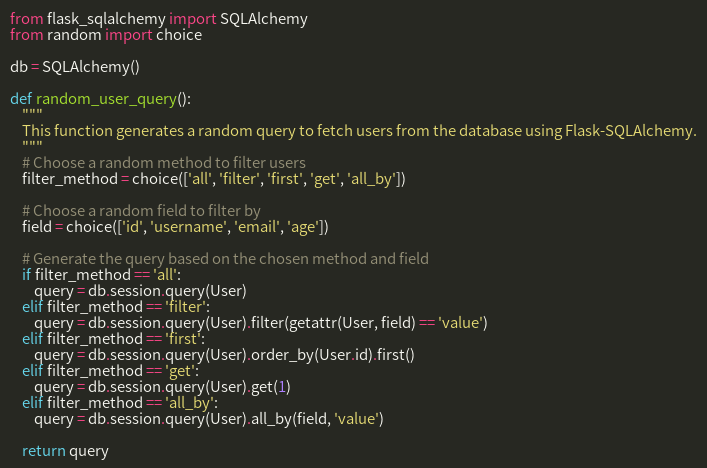 from flask_sqlalchemy import SQLAlchemy
from random import choice

db = SQLAlchemy()

def random_user_query():
    """
    This function generates a random query to fetch users from the database using Flask-SQLAlchemy.
    """
    # Choose a random method to filter users
    filter_method = choice(['all', 'filter', 'first', 'get', 'all_by'])

    # Choose a random field to filter by
    field = choice(['id', 'username', 'email', 'age'])

    # Generate the query based on the chosen method and field
    if filter_method == 'all':
        query = db.session.query(User)
    elif filter_method == 'filter':
        query = db.session.query(User).filter(getattr(User, field) == 'value')
    elif filter_method == 'first':
        query = db.session.query(User).order_by(User.id).first()
    elif filter_method == 'get':
        query = db.session.query(User).get(1)
    elif filter_method == 'all_by':
        query = db.session.query(User).all_by(field, 'value')

    return query